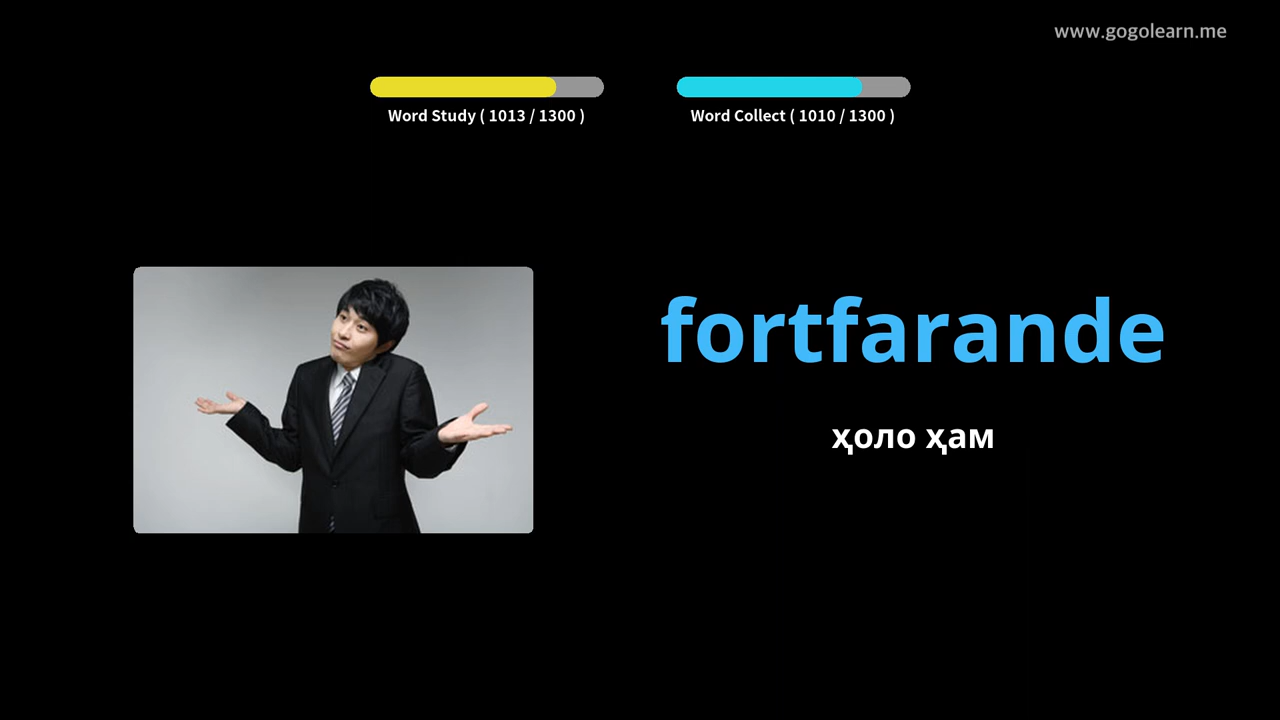 www.gogolearn.me
Word Study ( 1013 / 1300 )
Word Collect ( 1010 / 1300 )
fortfarande
ҳоло ҳам